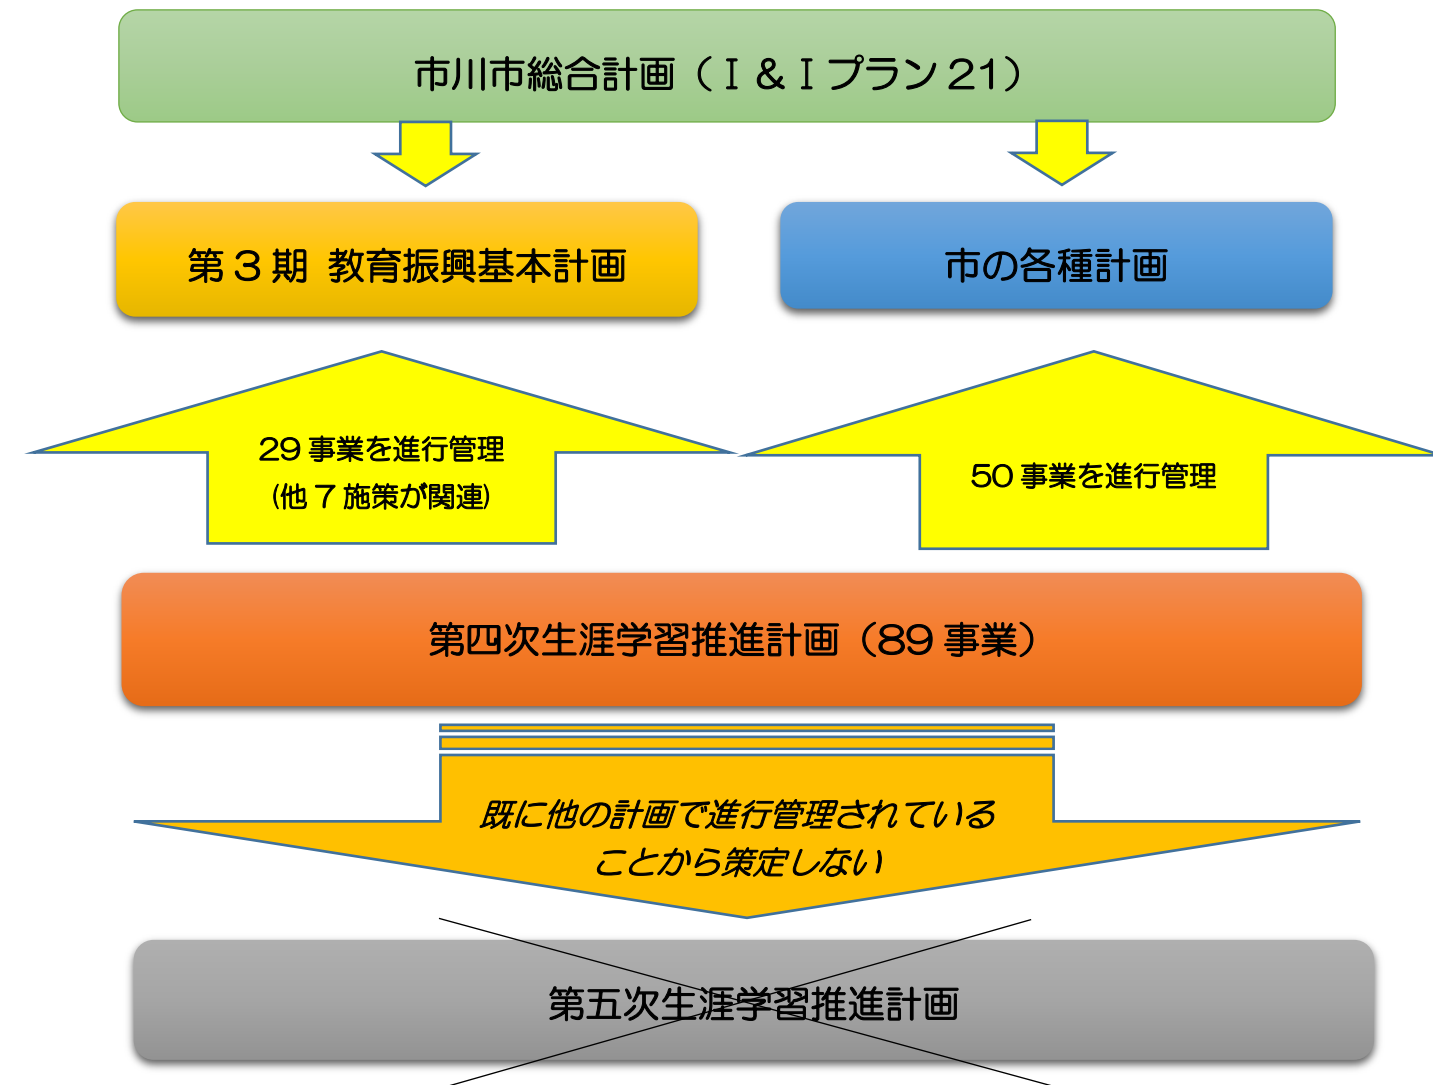 市川市総合計画（Ⅰ＆Ⅰプラン21）
第3期 教育振興基本計画
市の各種計画
29事業を進行管理
(他7施策が関連)
50事業を進行管理
第四次生涯学習推進計画（89事業）
既に他の計画で進行管理されている
ことから策定しない
第五次生涯学習推進計画